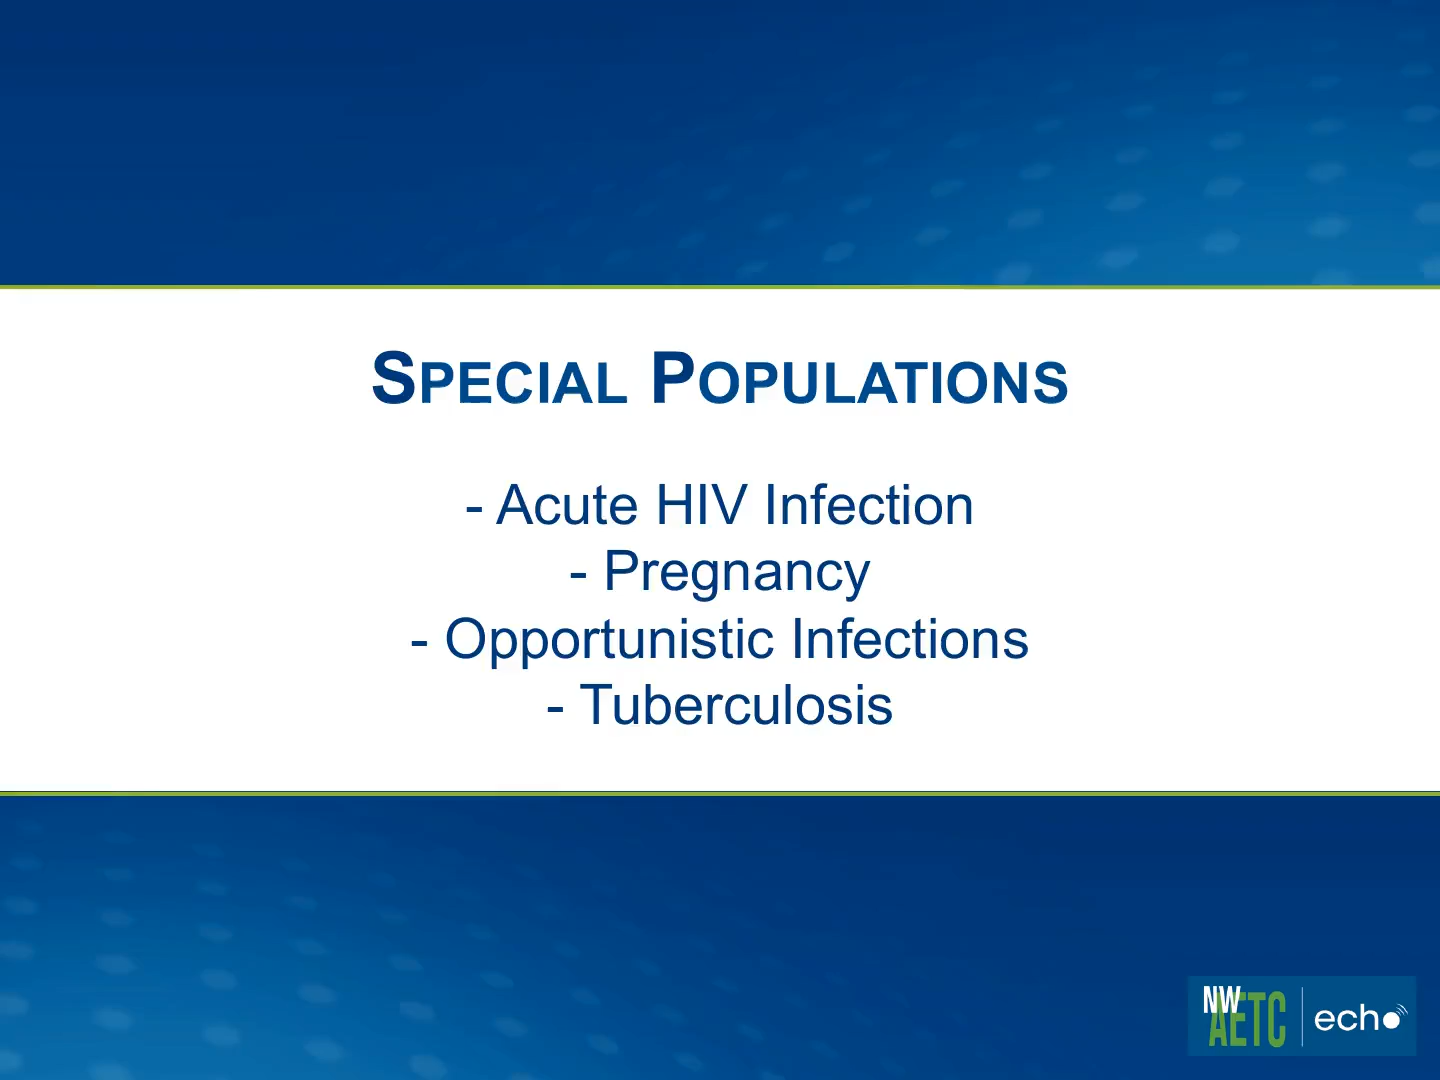 SPECIAL POPULATIONS
- Acute HIV Infection
- Pregnancy
- Opportunistic Infections
- Tuberculosis
NW
AETC
echo